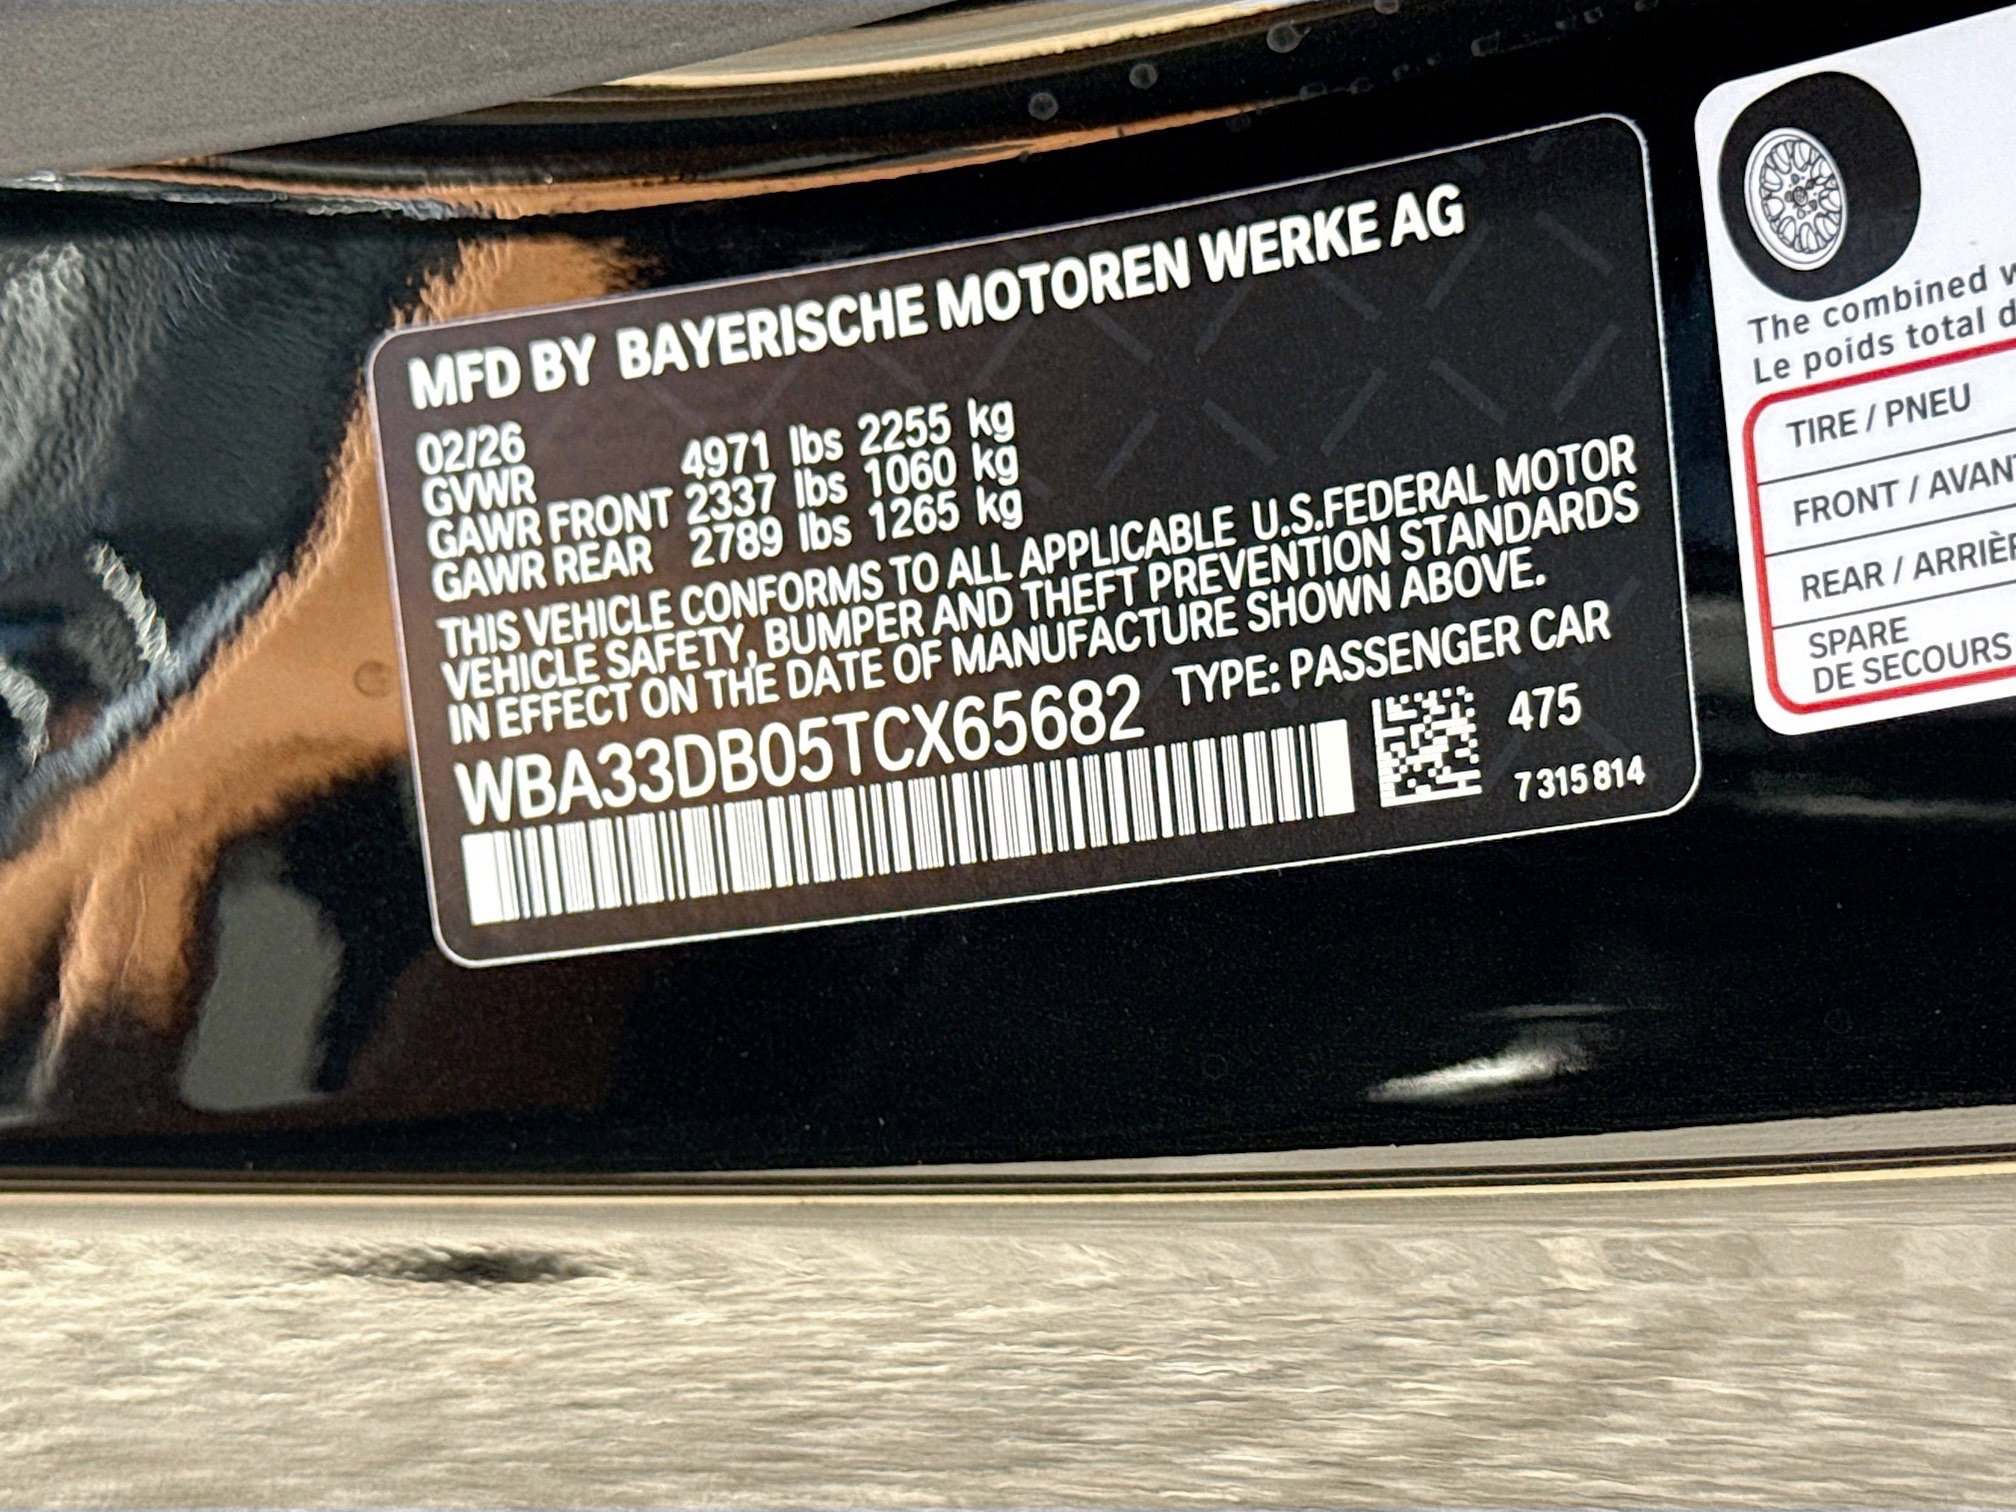 MFD BY BAYERISCHE MOTOREN WERKE AG
02/26
GVWR 4971 lbs 2255 kg
GAWR FRONT 2337 lbs 1060 kg
GAWR REAR 2789 lbs 1265 kg
THIS VEHICLE CONFORMS TO ALL APPLICABLE U.S.FEDERAL MOTOR
VEHICLE SAFETY, BUMPER AND THEFT PREVENTION STANDARDS
IN EFFECT ON THE DATE OF MANUFACTURE SHOWN ABOVE.
WBA33DB05TCX65682 TYPE: PASSENGER CAR
475
7 315 814
The combined
Le poids total
TIRE / PNEU
FRONT / AVANT
REAR / ARRIÈR
SPARE
DE SECOURS